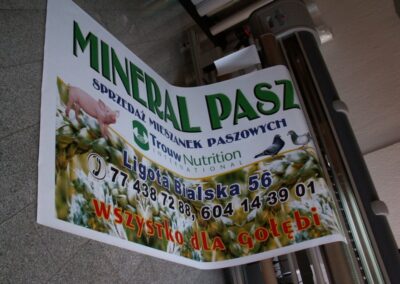 MINERAL PASZ
SPRZEDAŻ MIESZANEK PASZOWYCH
Trouw Nutrition
INTERNATIONAL
Ligota Bialska 56
77 438 72 88, 604 14 39 01
wszystko dla gołębi